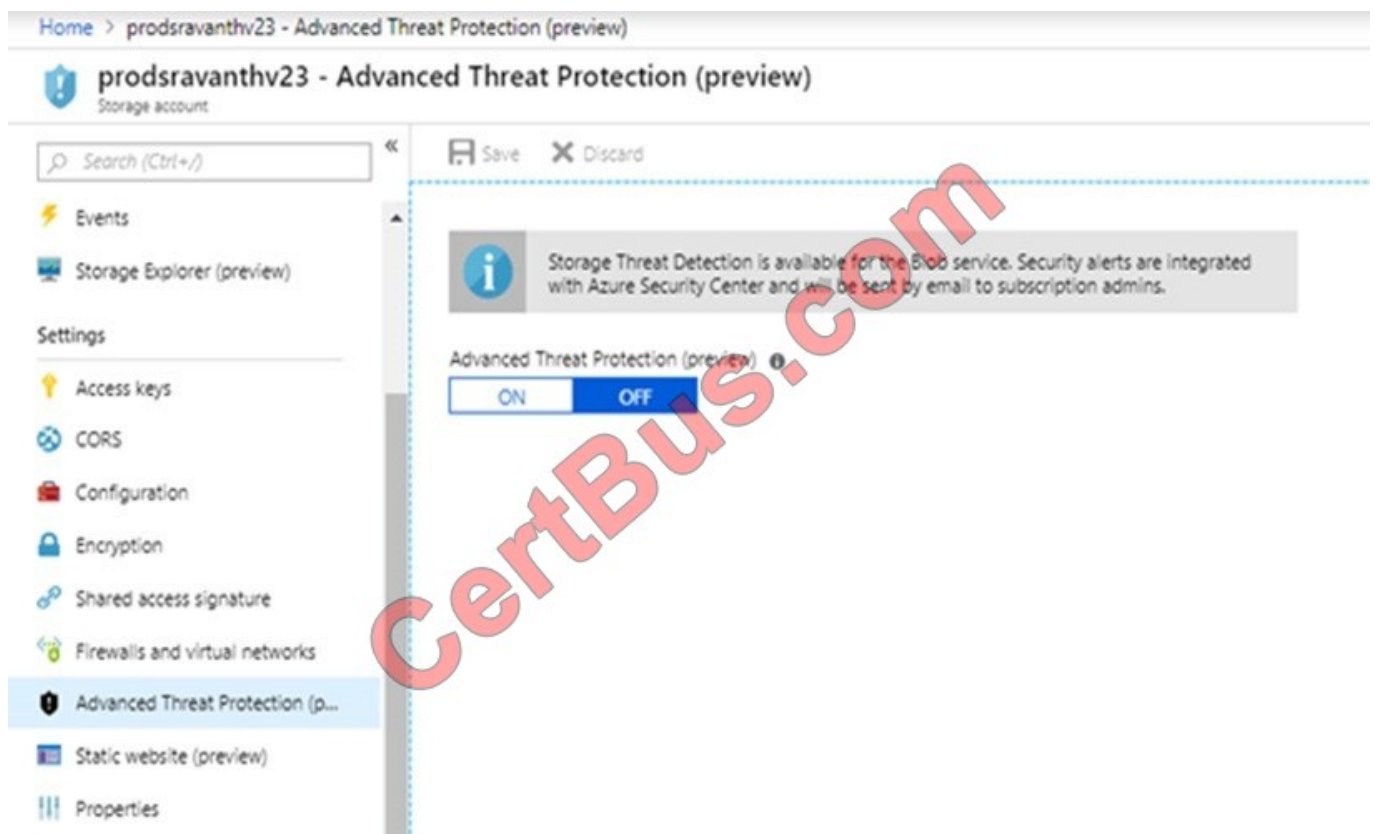 Home > prodsravanthv23 - Advanced Threat Protection (preview)
prodsravanthv23 - Advanced Threat Protection (preview)
Storage account
Search (Ctrl+/)
«
Save
Discard
Events
Storage Explorer (preview)
Settings
Access keys
CORS
Configuration
Encryption
Shared access signature
Firewalls and virtual networks
Advanced Threat Protection (p...
Static website (preview)
Properties
Storage Threat Detection is available for the Blob service. Security alerts are integrated
with Azure Security Center and will be sent by email to subscription admins.
Advanced Threat Protection (preview)
ON OFF
CertBus.com